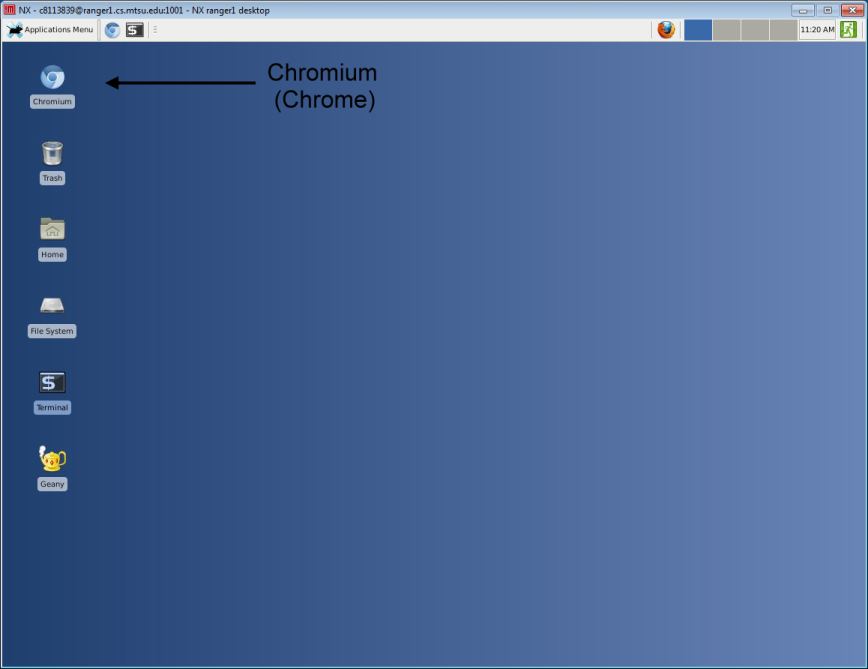 NX - c8113839@ranger1.cs.mtsu.edu:1001 - NX ranger1 desktop
Applications Menu
$
11:20 AM
Chromium
(Chrome)
Chromium
Trash
Home
File System
$
Terminal
Geany